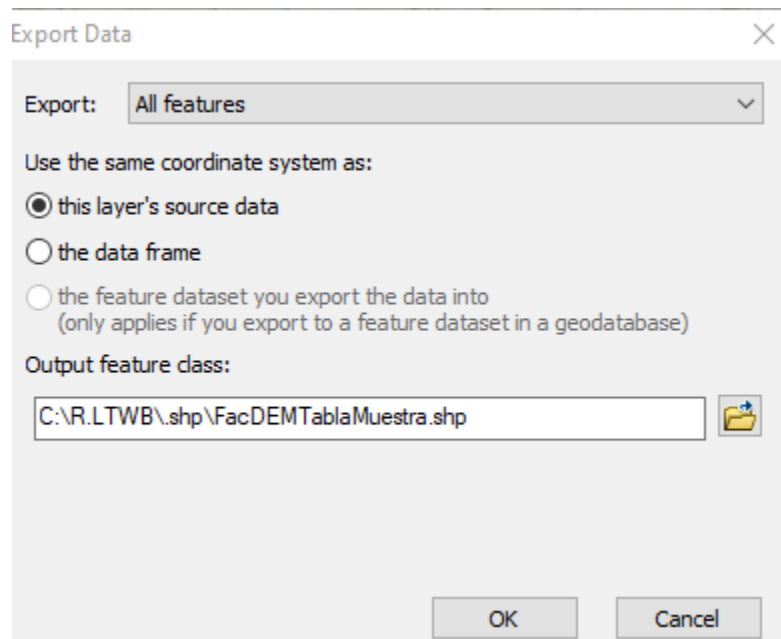 Export Data
Export: All features
Use the same coordinate system as:
this layer's source data
the data frame
the feature dataset you export the data into
(only applies if you export to a feature dataset in a geodatabase)
Output feature class:
C:\R.LTWB\.shp\FacDEMTablaMuestra.shp
OK Cancel